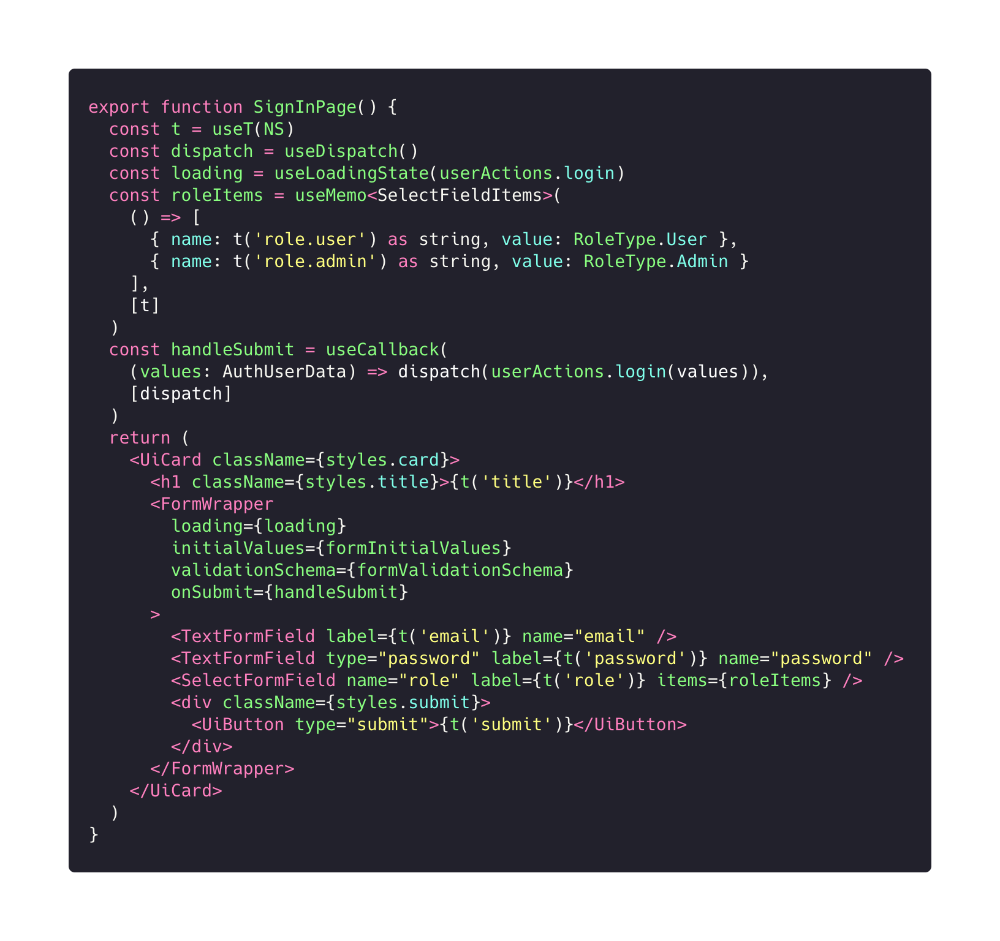 export function SignInPage() {
  const t = useT(NS)
  const dispatch = useDispatch()
  const loading = useLoadingState(userActions.login)
  const roleItems = useMemo<SelectFieldItems>(
    () => [
      { name: t('role.user') as string, value: RoleType.User },
      { name: t('role.admin') as string, value: RoleType.Admin }
    ],
    [t]
  )
  const handleSubmit = useCallback(
    (values: AuthUserData) => dispatch(userActions.login(values)),
    [dispatch]
  )
  return (
    <UiCard className={styles.card}>
      <h1 className={styles.title}>{t('title')}</h1>
      <FormWrapper
        loading={loading}
        initialValues={formInitialValues}
        validationSchema={formValidationSchema}
        onSubmit={handleSubmit}
      >
        <TextFormField label={t('email')} name="email" />
        <TextFormField type="password" label={t('password')} name="password" />
        <SelectFormField name="role" label={t('role')} items={roleItems} />
        <div className={styles.submit}>
          <UiButton type="submit">{t('submit')}</UiButton>
        </div>
      </FormWrapper>
    </UiCard>
  )
}